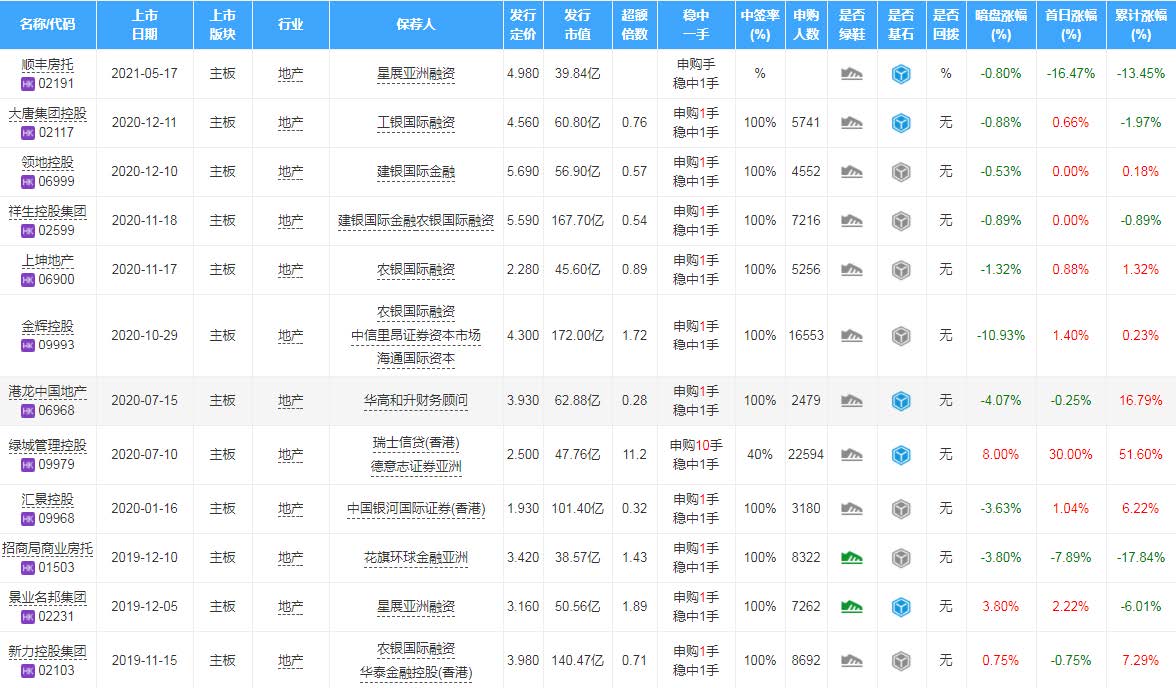 名称/代码 上市日期 上市版块 行业 保荐人 发行定价 发行市值 超额倍数 稳中一手 中签率(%) 申购人数 是否绿鞋 是否基石 是否回拨 暗盘涨幅(%) 首日涨幅(%) 累计涨幅(%)
顺丰房托 HK 02191 2021-05-17 主板 地产 星展亚洲融资 4.980 39.84亿 申购手 稳中1手 % % -0.80% -16.47% -13.45%
大唐集团控股 HK 02117 2020-12-11 主板 地产 工银国际融资 4.560 60.80亿 0.76 申购1手 稳中1手 100% 5741 无 -0.88% 0.66% -1.97%
领地控股 HK 06999 2020-12-10 主板 地产 建银国际金融 5.690 56.90亿 0.57 申购1手 稳中1手 100% 4552 无 -0.53% 0.00% 0.18%
祥生控股集团 HK 02599 2020-11-18 主板 地产 建银国际金融农银国际融资 5.590 167.70亿 0.54 申购1手 稳中1手 100% 7216 无 -0.89% 0.00% -0.89%
上坤地产 HK 06900 2020-11-17 主板 地产 农银国际融资 2.280 45.60亿 0.89 申购1手 稳中1手 100% 5256 无 -1.32% 0.88% 1.32%
金辉控股 HK 09993 2020-10-29 主板 地产 农银国际融资 中信里昂证券资本市场 海通国际资本 4.300 172.00亿 1.72 申购1手 稳中1手 100% 16553 无 -10.93% 1.40% 0.23%
港龙中国地产 HK 06968 2020-07-15 主板 地产 华高和升财务顾问 3.930 62.88亿 0.28 申购1手 稳中1手 100% 2479 无 -4.07% -0.25% 16.79%
绿城管理控股 HK 09979 2020-07-10 主板 地产 瑞士信贷(香港) 德意志证券亚洲 2.500 47.76亿 11.2 申购10手 稳中1手 40% 22594 无 8.00% 30.00% 51.60%
汇景控股 HK 09968 2020-01-16 主板 地产 中国银河国际证券(香港) 1.930 101.40亿 0.32 申购1手 稳中1手 100% 3180 无 -3.63% 1.04% 6.22%
招商局商业房托 HK 01503 2019-12-10 主板 地产 花旗环球金融亚洲 3.420 38.57亿 1.43 申购1手 稳中1手 100% 8322 无 -3.80% -7.89% -17.84%
景业名邦集团 HK 02231 2019-12-05 主板 地产 星展亚洲融资 3.160 50.56亿 1.89 申购1手 稳中1手 100% 7262 无 3.80% 2.22% -6.01%
新力控股集团 HK 02103 2019-11-15 主板 地产 农银国际融资 华泰金融控股(香港) 3.980 140.47亿 0.71 申购1手 稳中1手 100% 8692 无 0.75% -0.75% 7.29%